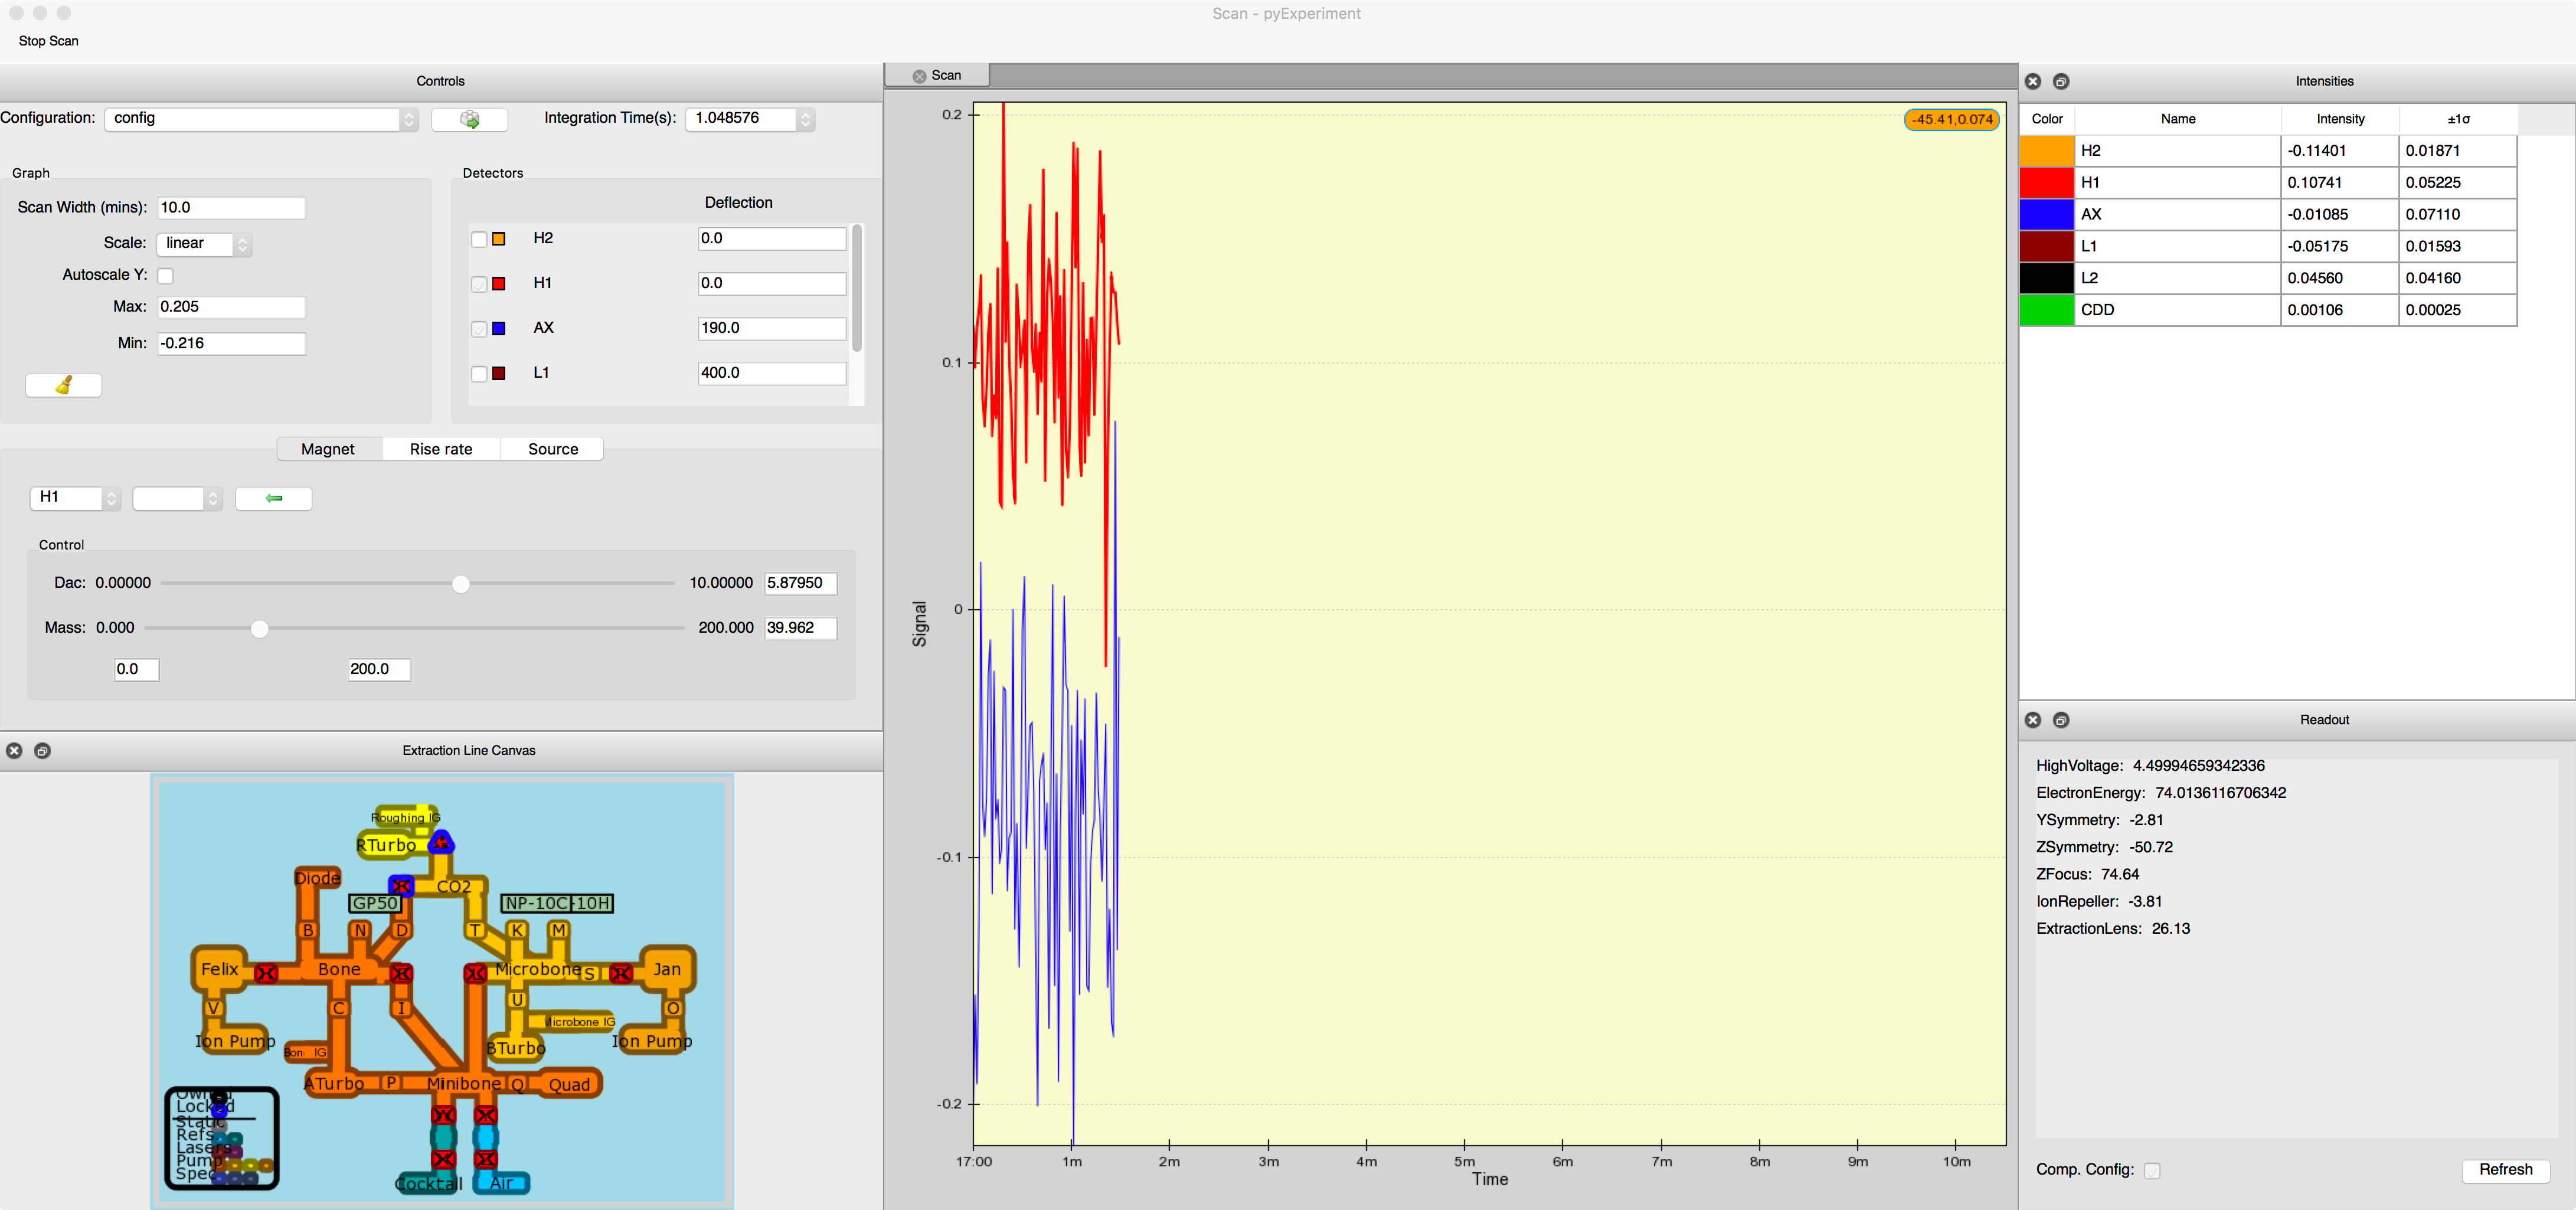 Scan - pyExperiment
Stop Scan
Controls
Configuration: config Integration Time(s): 1.048576
Graph
Scan Width (mins): 10.0
Scale: linear
Autoscale Y:
Max: 0.205
Min: -0.216
Detectors
Deflection
H2 0.0
H1 0.0
AX 190.0
L1 400.0
Magnet Rise rate Source
H1
Control
Dac: 0.00000 10.00000 5.87950
Mass: 0.000 200.000 39.962
0.0 200.0
Extraction Line Canvas
Roughing IG
RTurbo
Diode CO2
GP50 NP-10C -10H
B N D T K M
Felix Bone Microbone S Jan
V C I U O
Microbone IG
Ion Pump BTurbo Ion Pump
IG
ATurbo P Minibone Q Quad
Locked
Static
Refs
Lasers
Pump
Spec
Cocktail Air
Scan
-45.41,0.074
0.2
0.1
0
-0.1
-0.2
Signal
17:00 1m 2m 3m 4m 5m 6m 7m 8m 9m 10m
Time
Intensities
Color Name Intensity ±1σ
H2 -0.11401 0.01871
H1 0.10741 0.05225
AX -0.01085 0.07110
L1 -0.05175 0.01593
L2 0.04560 0.04160
CDD 0.00106 0.00025
Readout
HighVoltage: 4.49994659342336
ElectronEnergy: 74.0136116706342
YSymmetry: -2.81
ZSymmetry: -50.72
ZFocus: 74.64
IonRepeller: -3.81
ExtractionLens: 26.13
Comp. Config: Refresh